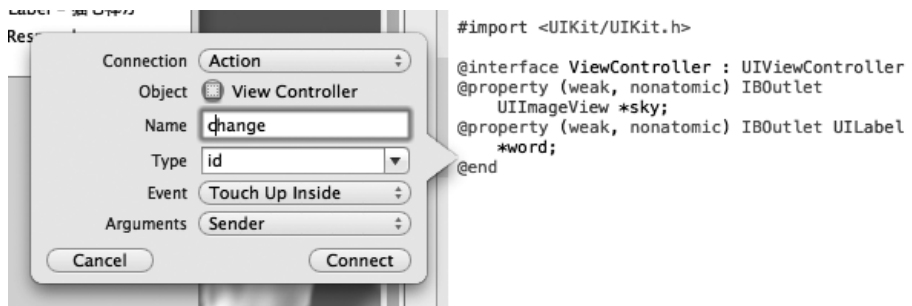 #import <UIKit/UIKit.h>
@interface ViewController : UIViewController
@property (weak, nonatomic) IBOutlet
UIImageView *sky;
@property (weak, nonatomic) IBOutlet UILabel
*word;
@end
Connection Action
Object View Controller
Name change
Type id
Event Touch Up Inside
Arguments Sender
Cancel Connect